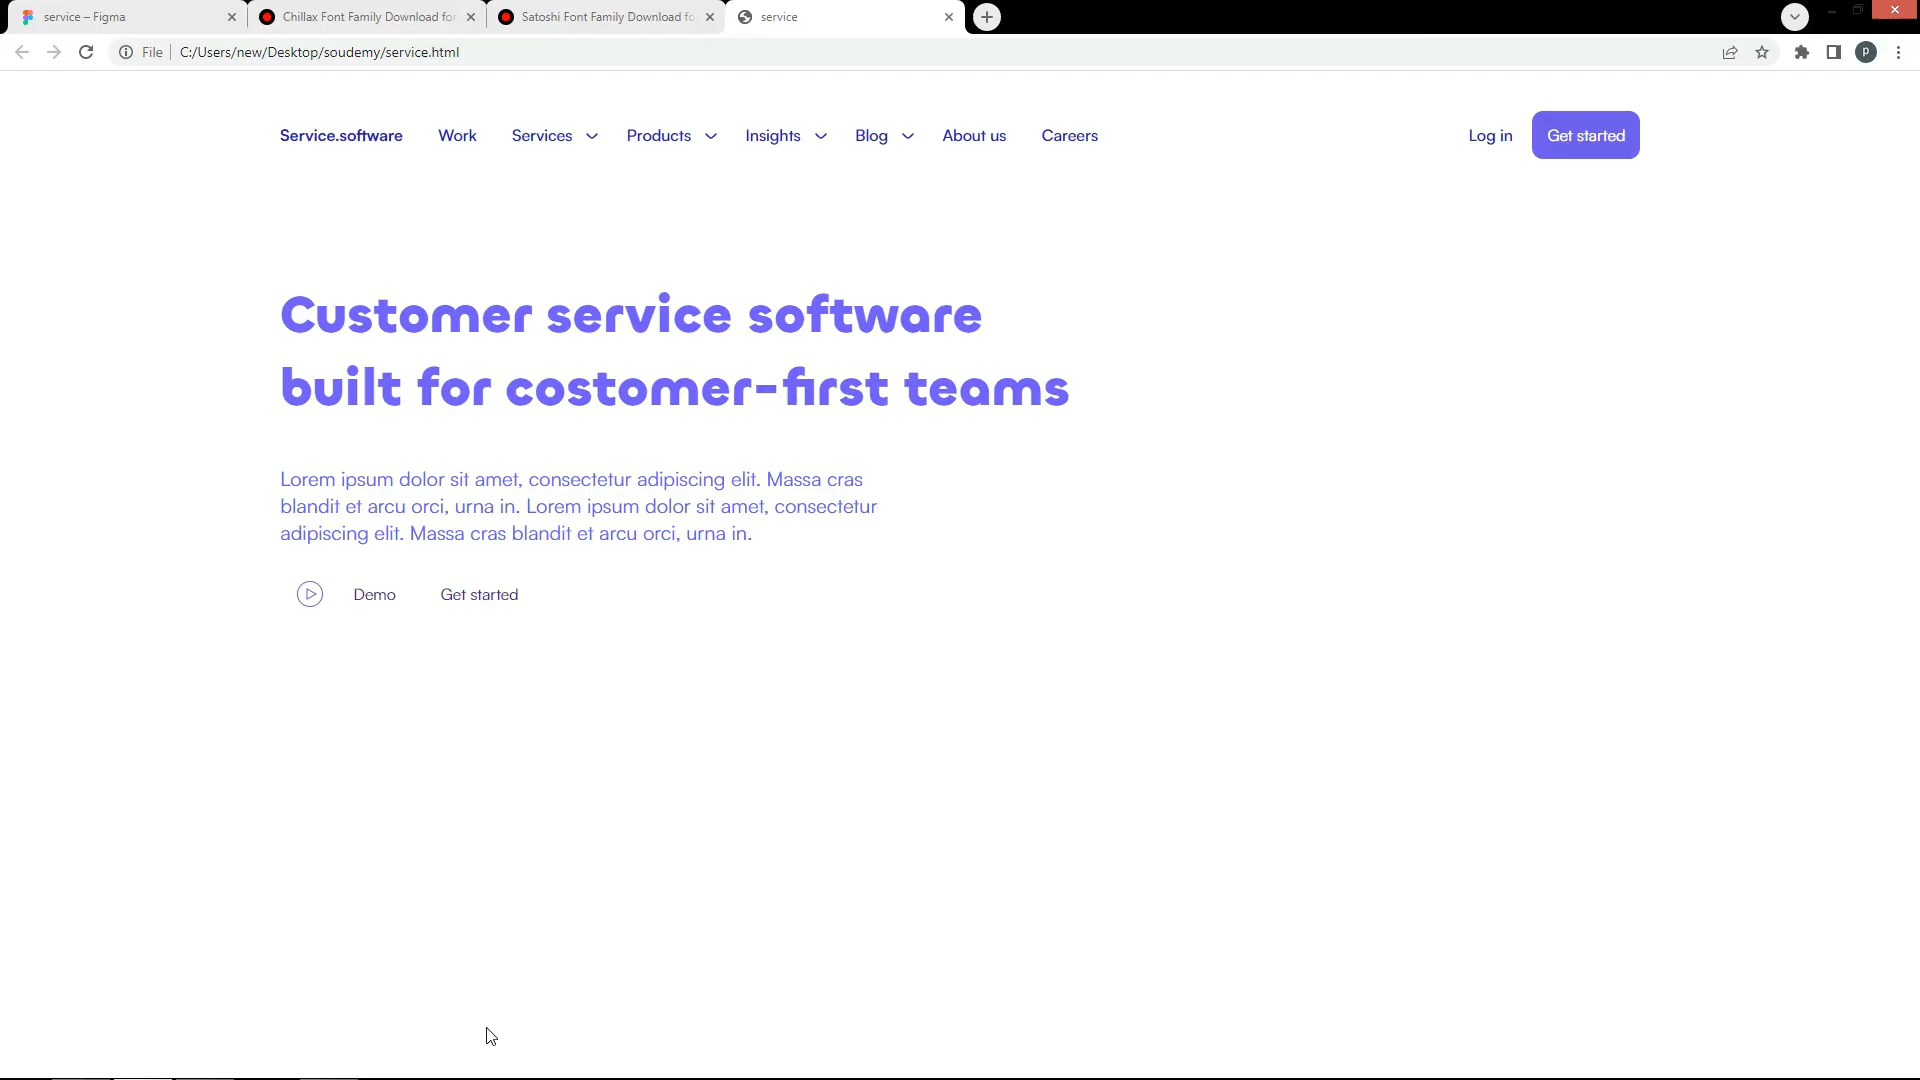 service – Figma
Chillax Font Family Download for
Satoshi Font Family Download fo
service
File
C:/Users/new/Desktop/soudemy/service.html
P
Service.software
Work
Services
Products
Insights
Blog
About us
Careers
Log in
Get started
Customer service software
built for costomer-first teams
Lorem ipsum dolor sit amet, consectetur adipiscing elit. Massa cras
blandit et arcu orci, urna in. Lorem ipsum dolor sit amet, consectetur
adipiscing elit. Massa cras blandit et arcu orci, urna in.
Demo
Get started